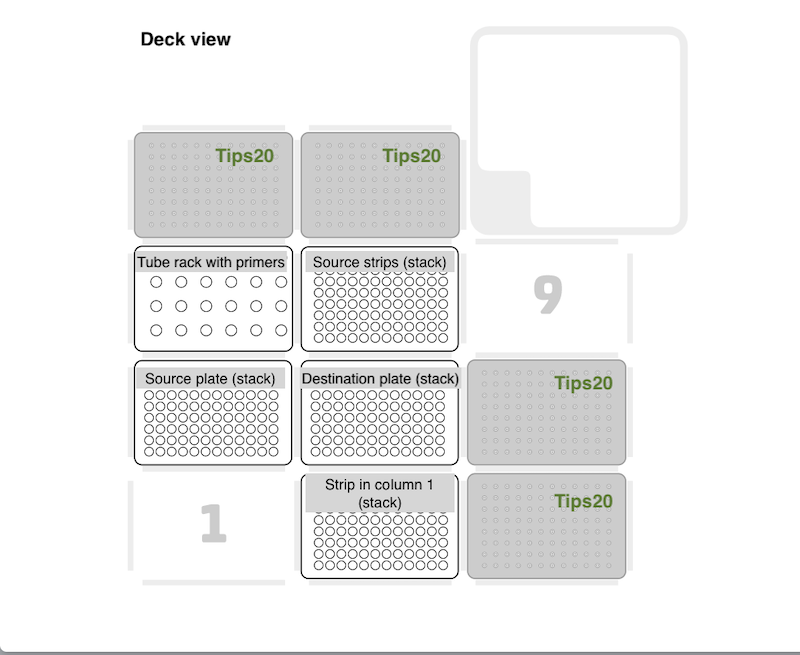 Deck view
Tips20
Tips20
Tube rack with primers
Source strips (stack)
9
Source plate (stack)
Destination plate (stack)
Tips20
1
Strip in column 1
(stack)
Tips20